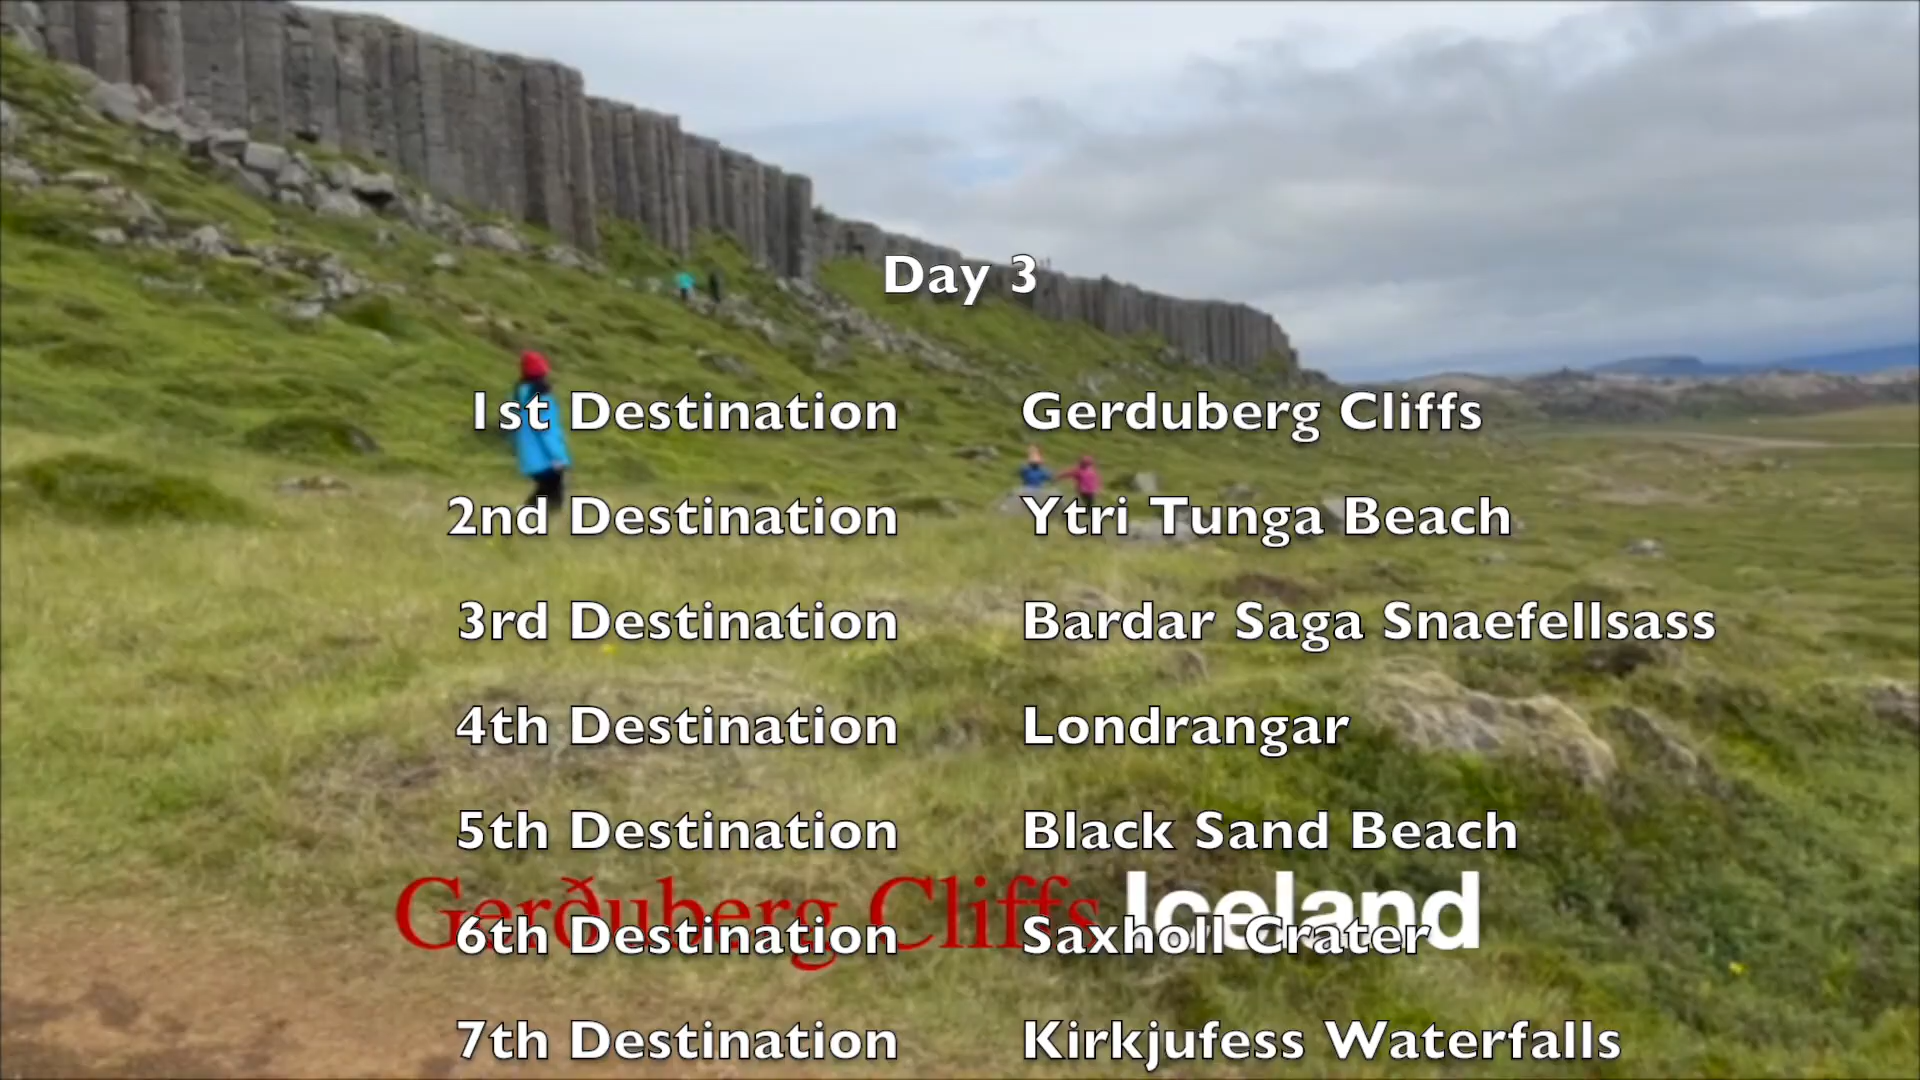 Day 3
1st Destination Gerduberg Cliffs
2nd Destination Ytri Tunga Beach
3rd Destination Bardar Saga Snaefellsass
4th Destination Londrangar
5th Destination Black Sand Beach
Gerðuberg Cliffs Iceland
6th Destination Saxholl Crater
7th Destination Kirkjufess Waterfalls